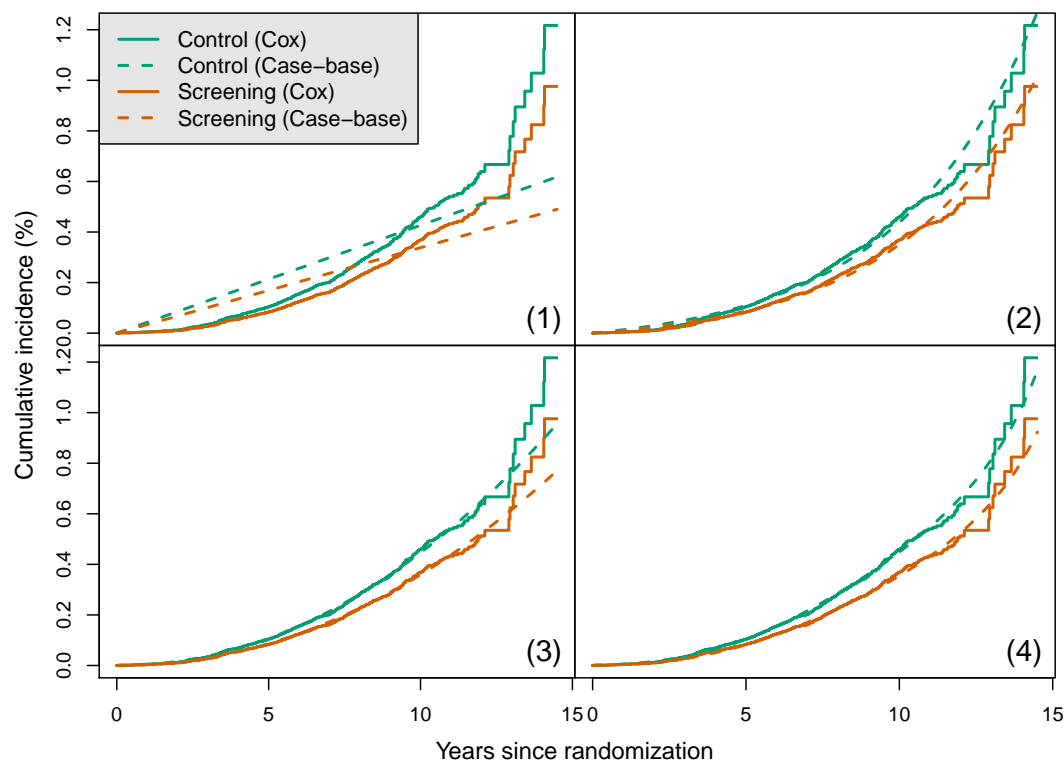 Control (Cox)
Control (Case−base)
Screening (Cox)
Screening (Case−base)
0.0 0.2 0.4 0.6 0.8 1.0 1.2
(1)
(2)
0.0 0.2 0.4 0.6 0.8 1.0 1.2
Cumulative incidence (%)
(3)
(4)
0 5 10 15 0 5 10 15
Years since randomization